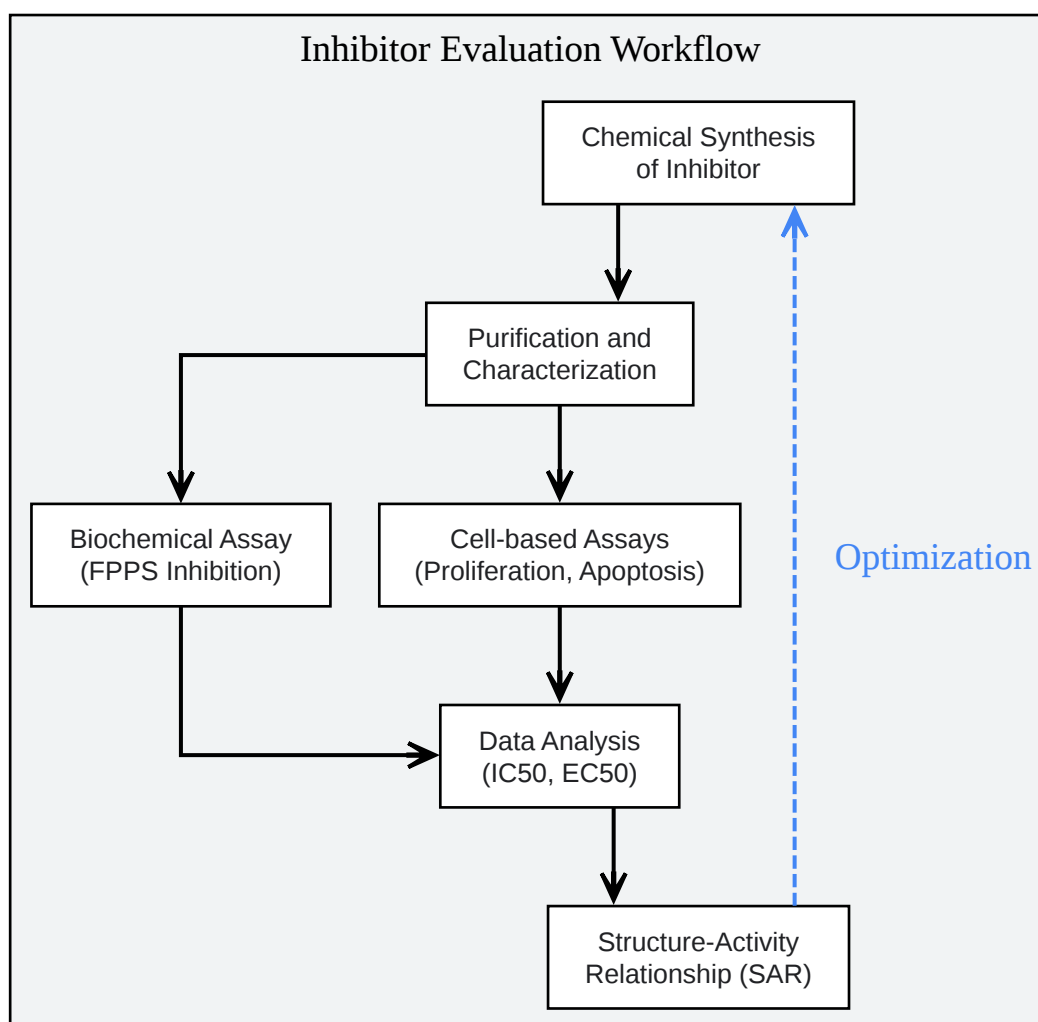 Inhibitor Evaluation Workflow
Chemical Synthesis
of Inhibitor
Purification and
Characterization
Biochemical Assay
(FPPS Inhibition)
Cell-based Assays
(Proliferation, Apoptosis)
Optimization
Data Analysis
(IC50, EC50)
Structure-Activity
Relationship (SAR)